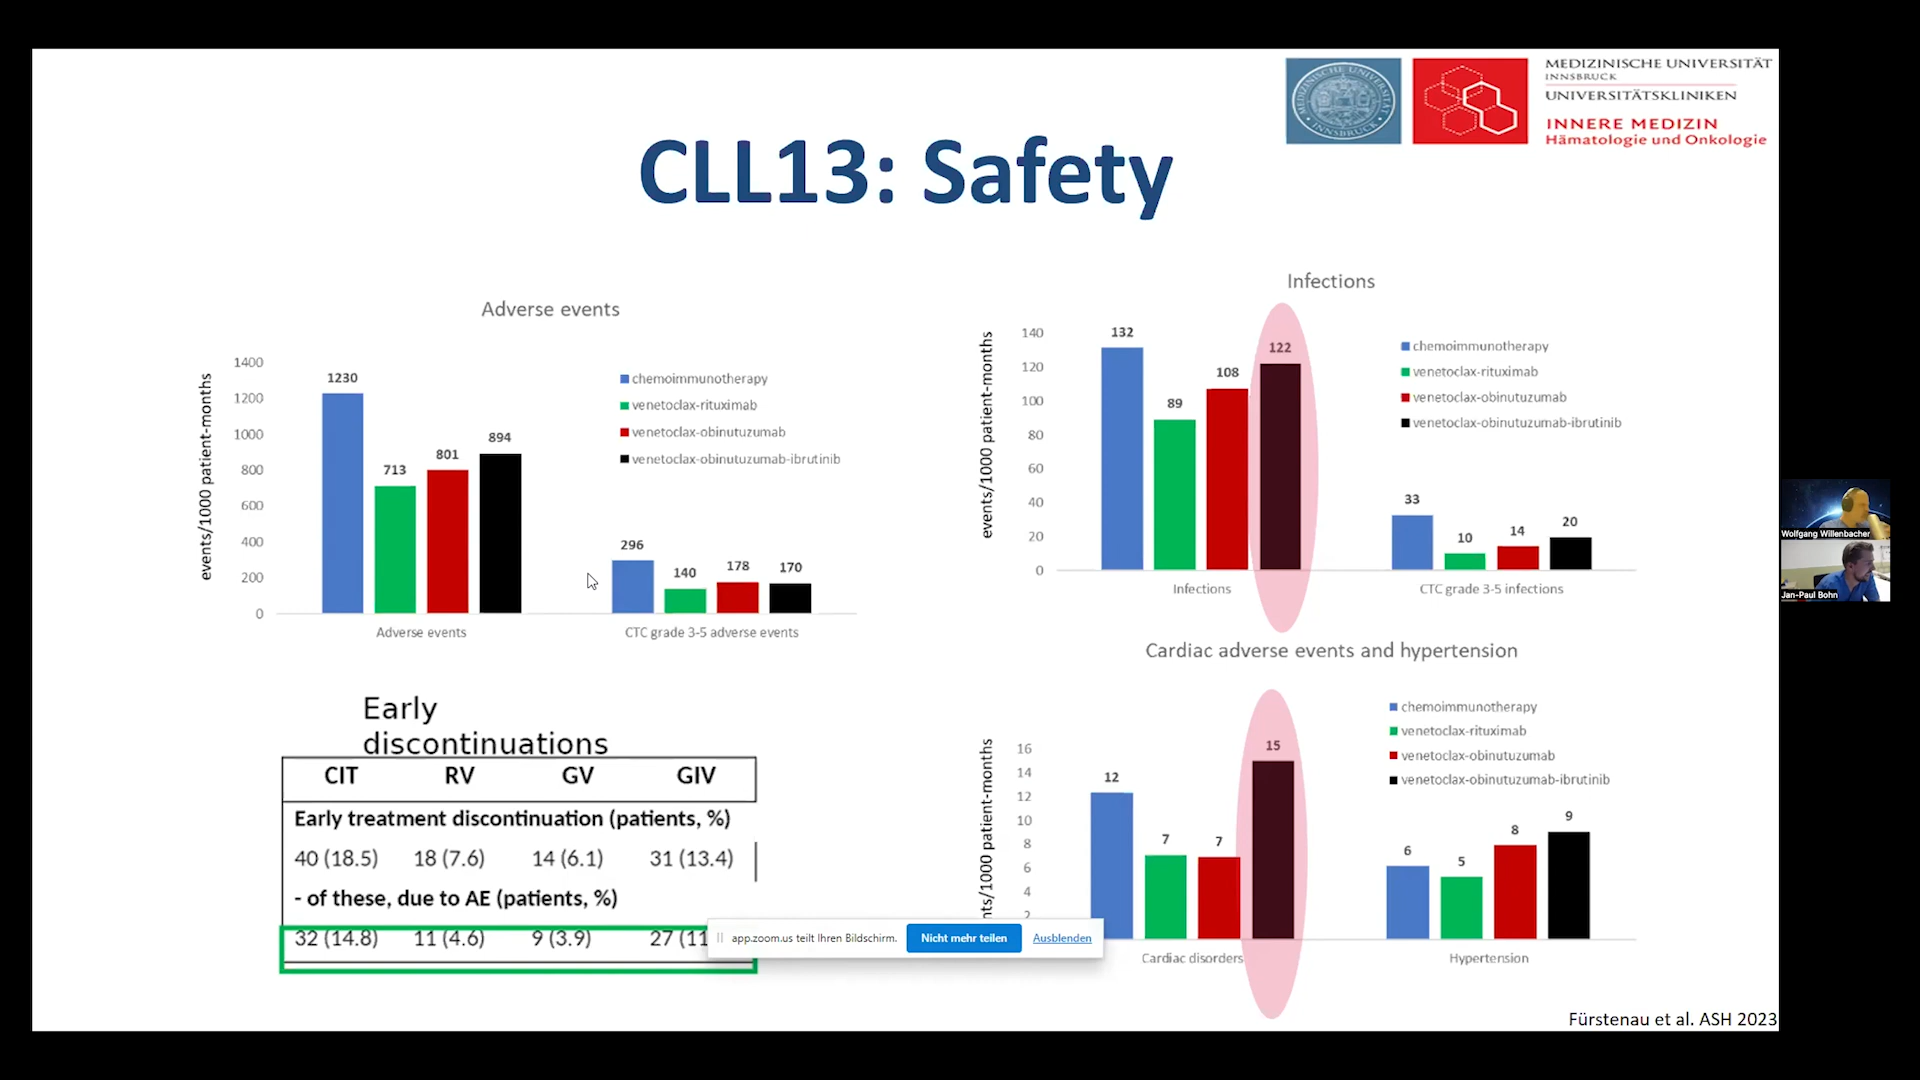 MEDIZINISCHE UNIVERSITÄT
INNSBRUCK
UNIVERSITÄTSKLINIKEN
INNERE MEDIZIN
Hämatologie und Onkologie
CLL13: Safety
Adverse events
events/1000 patient-months
1400
1200
1000
800
600
400
200
0
1230
713
801
894
296
140
178
170
chemoimmunotherapy
venetoclax-rituximab
venetoclax-obinutuzumab
venetoclax-obinutuzumab-ibrutinib
Adverse events
CTC grade 3-5 adverse events
Infections
events/1000 patient-months
140
120
100
80
60
40
20
0
132
89
108
122
33
10
14
20
chemoimmunotherapy
venetoclax-rituximab
venetoclax-obinutuzumab
venetoclax-obinutuzumab-ibrutinib
Infections
CTC grade 3-5 infections
Early
discontinuations
CIT RV GV GIV
Early treatment discontinuation (patients, %)
40 (18.5) 18 (7.6) 14 (6.1) 31 (13.4)
- of these, due to AE (patients, %)
32 (14.8) 11 (4.6) 9 (3.9) 27 (11
Cardiac adverse events and hypertension
nts/1000 patient-months
16
14
12
10
8
6
4
2
12
7
7
15
6
5
8
9
chemoimmunotherapy
venetoclax-rituximab
venetoclax-obinutuzumab
venetoclax-obinutuzumab-ibrutinib
Cardiac disorders
Hypertension
app.zoom.us teilt Ihren Bildschirm.
Nicht mehr teilen
Ausblenden
Fürstenau et al. ASH 2023
Wolfgang Willenbacher
Jan-Paul Bohn